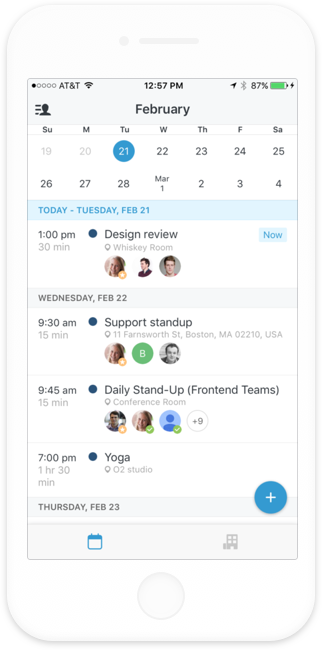 AT&T 12:57 PM 87%
February
Su M Tu W Th F Sa
19 20 21 22 23 24 25
26 27 28 Mar 1 2 3 4
TODAY - TUESDAY, FEB 21
1:00 pm Design review Now
30 min Whiskey Room
WEDNESDAY, FEB 22
9:30 am Support standup
15 min 11 Farnsworth St, Boston, MA 02210, USA
B
9:45 am Daily Stand-Up (Frontend Teams)
15 min Conference Room
+9
7:00 pm Yoga
1 hr 30 min O2 studio
+
THURSDAY, FEB 23